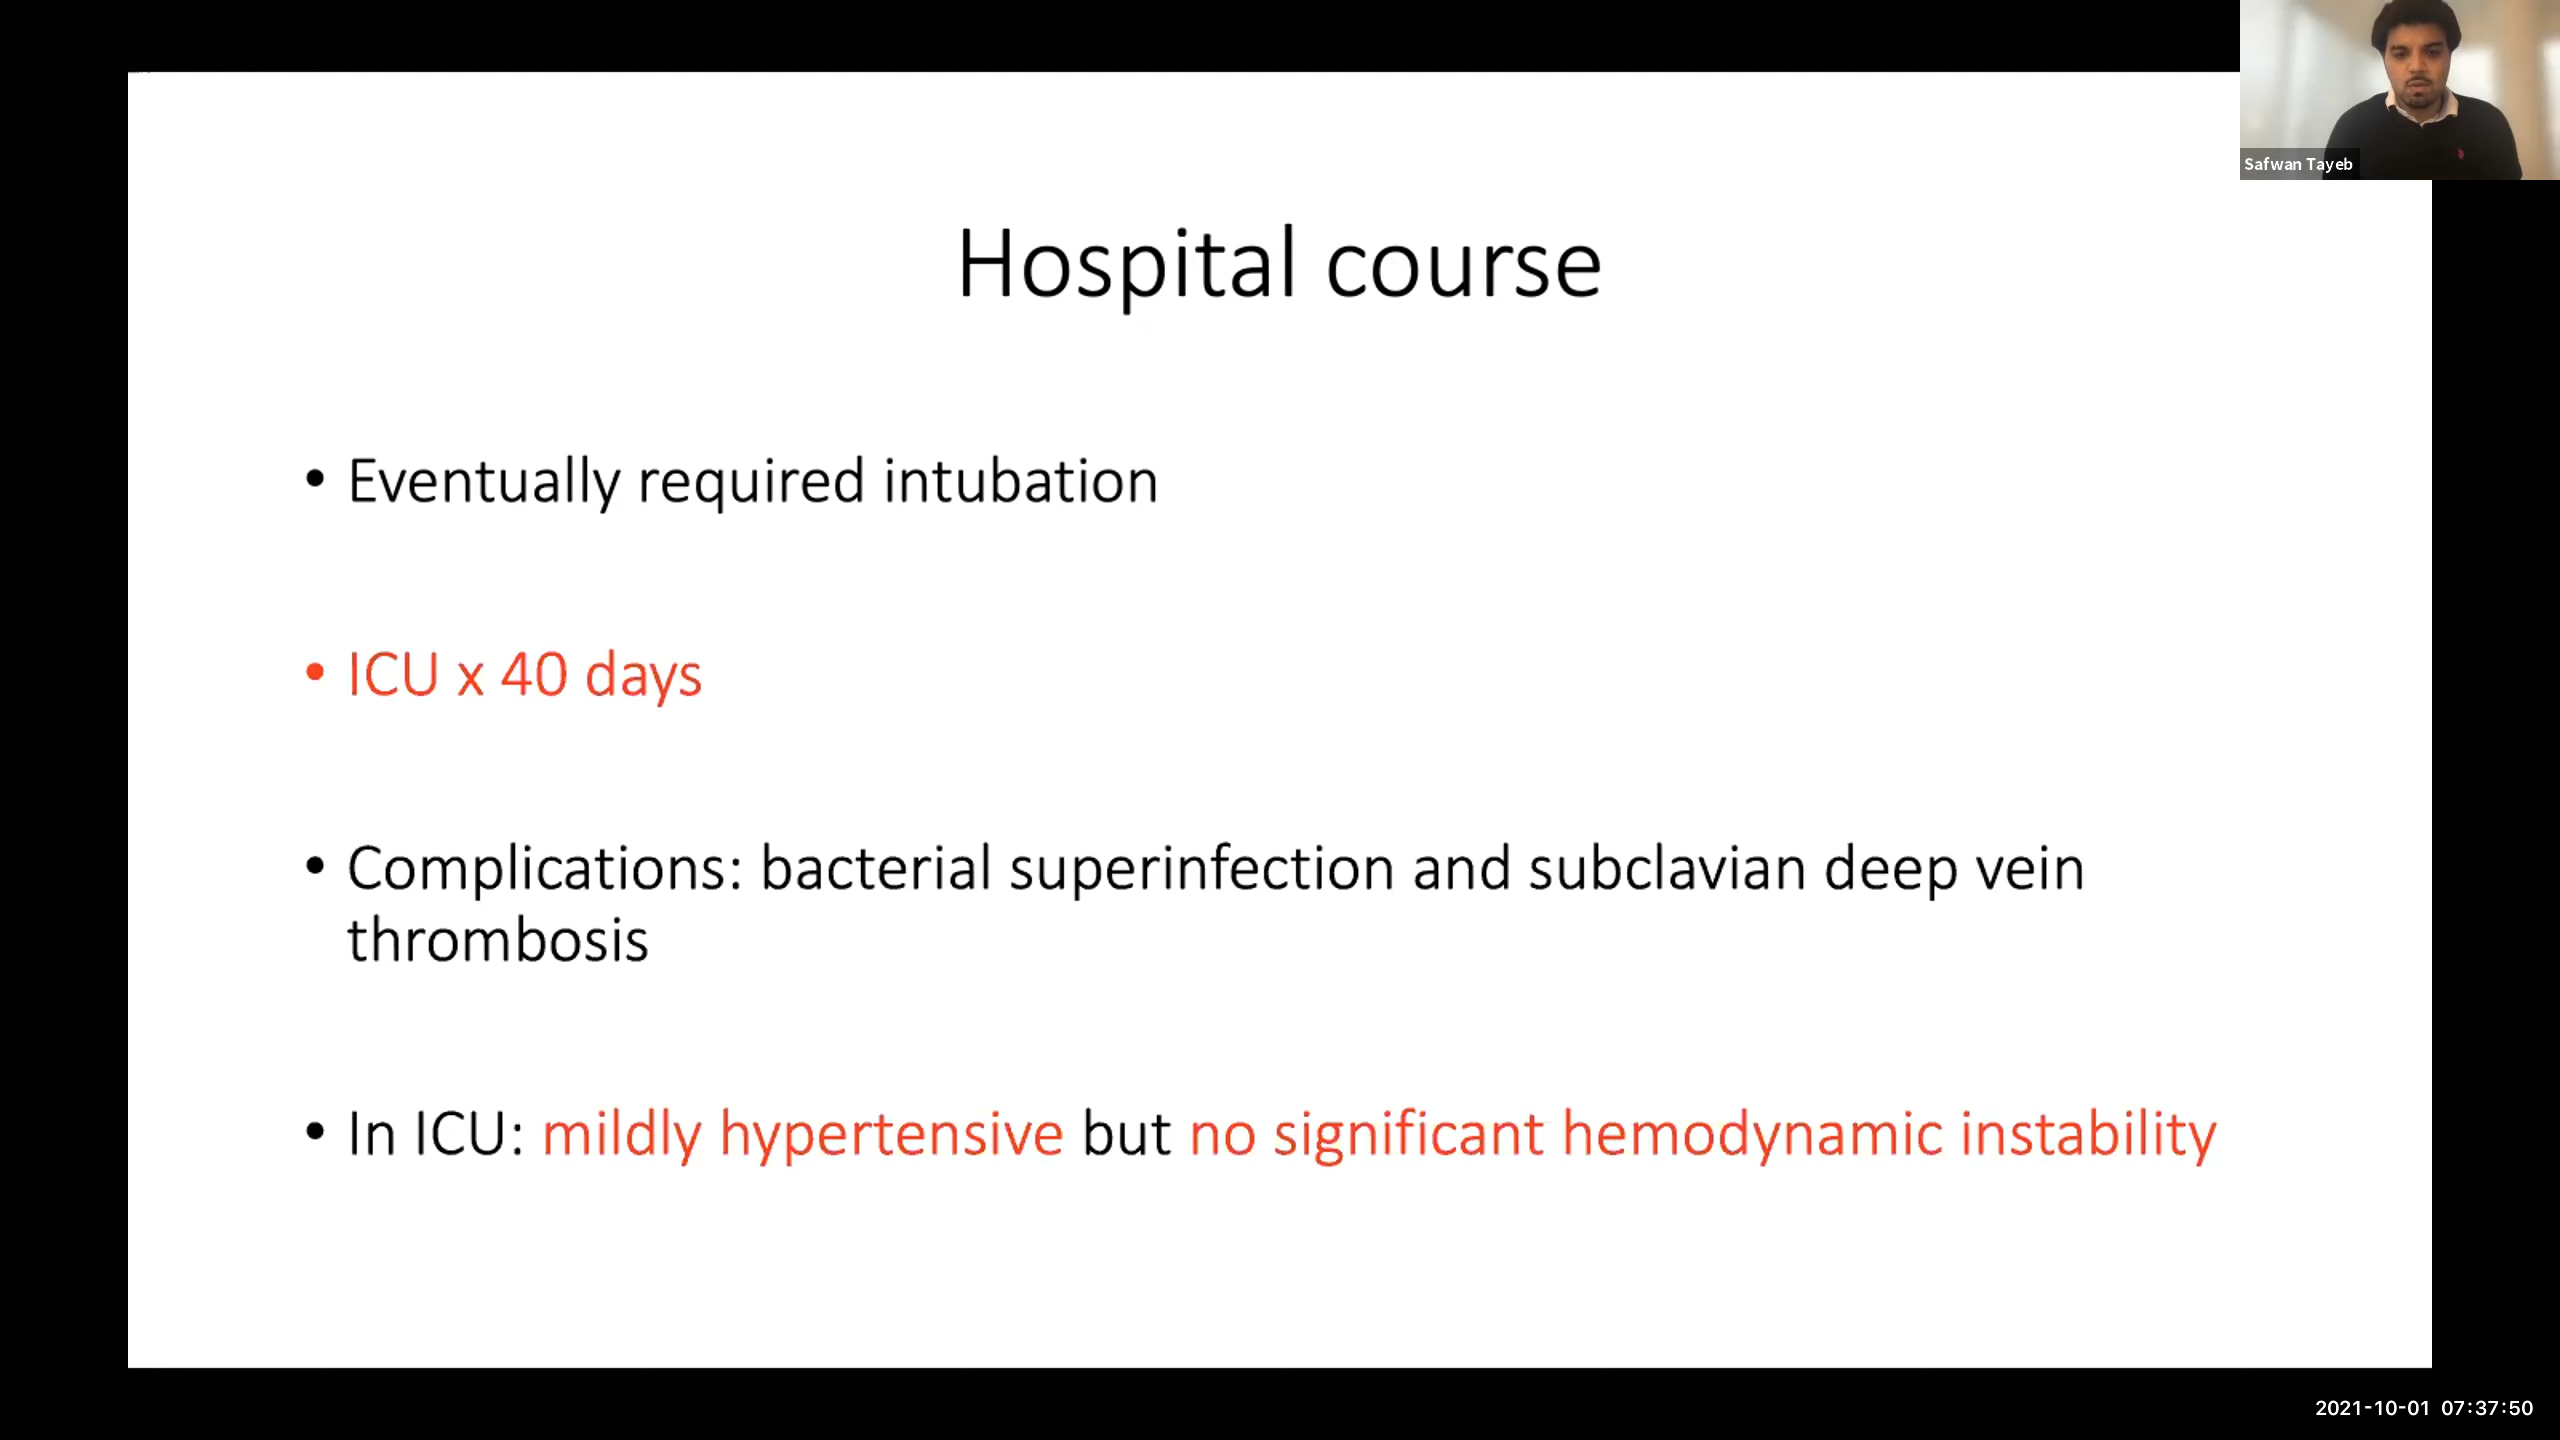 Safwan Tayeb
Hospital course
• Eventually required intubation
• ICU x 40 days
• Complications: bacterial superinfection and subclavian deep vein
thrombosis
• In ICU: mildly hypertensive but no significant hemodynamic instability
2021-10-01 07:37:50